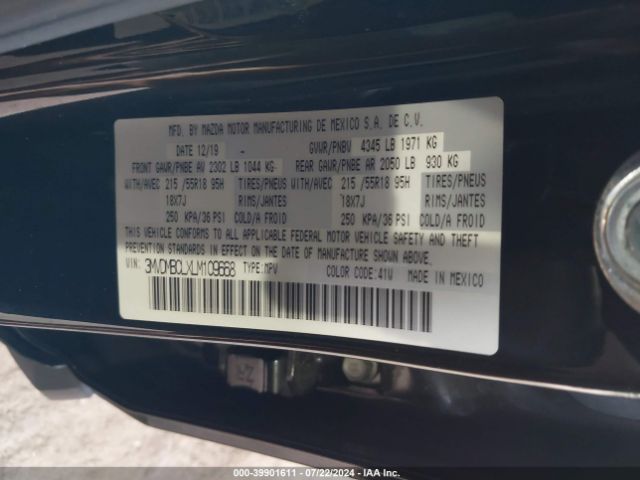 MFD. BY MAZDA MOTOR MANUFACTURING DE MEXICO S.A. DE C.V.
DATE 12/19 - GVWR/PNBV 4345 LB 1971 KG
FRONT GAWR/PNBE AV 2302 LB 1044 KG REAR GAWR/PNBE AR 2050 LB 930 KG
WITH/AVEC 215 /55R18 95H TIRES/PNEUS WITH/AVEC 215 /55R18 95H TIRES/PNEUS
18X7J RIMS/JANTES 18X7J RIMS/JANTES
250 KPA/36 PSI COLD/A FROID 250 KPA/36 PSI COLD/A FROID
THIS VEHICLE CONFORMS TO ALL APPLICABLE FEDERAL MOTOR VEHICLE SAFETY AND THEFT
PREVENTION STANDARDS IN EFFECT ON THE DATE OF MANUFACTURE SHOWN ABOVE.
VIN: 3MVDMBCLXLM109668 TYPE:MPV COLOR CODE:41U MADE IN MEXICO
000-39901611 - 07/22/2024 - IAA Inc.